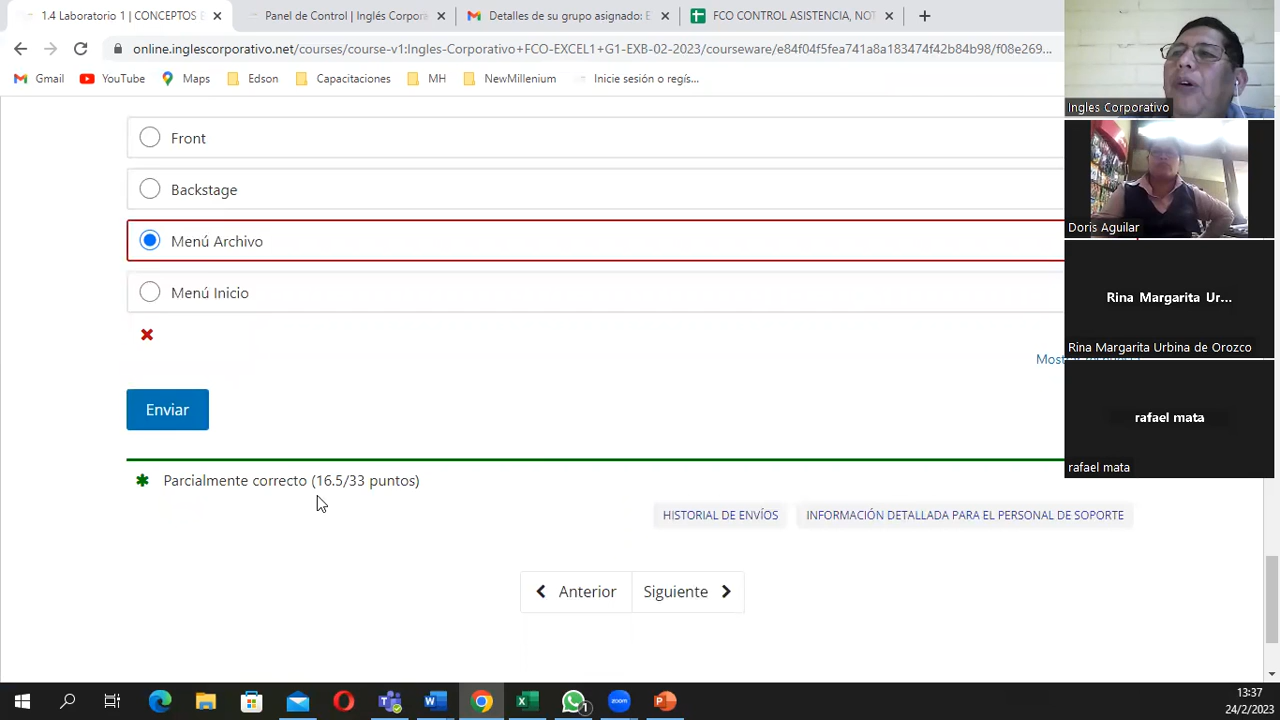 1.4 Laboratorio 1 | CONCEPTOS E
Panel de Control | Inglés Corpora
Detalles de su grupo asignado: E
FCO CONTROL ASISTENCIA, NOT
online.inglescorporativo.net/courses/course-v1:Ingles-Corporativo+FCO-EXCEL1+G1-EXB-02-2023/courseware/e84f04f5fea741a8a183474f42b84b98/f08e269...
Gmail
YouTube
Maps
Edson
Capacitaciones
MH
NewMillenium
Inicie sesión o regís...
Front
Backstage
Menú Archivo
Menú Inicio
Enviar
Parcialmente correcto (16.5/33 puntos)
HISTORIAL DE ENVÍOS
INFORMACIÓN DETALLADA PARA EL PERSONAL DE SOPORTE
Anterior
Siguiente
Ingles Corporativo
Doris Aguilar
Rina Margarita Ur...
Rina Margarita Urbina de Orozco
rafael mata
rafael mata
1
zoom
13:37
24/2/2023